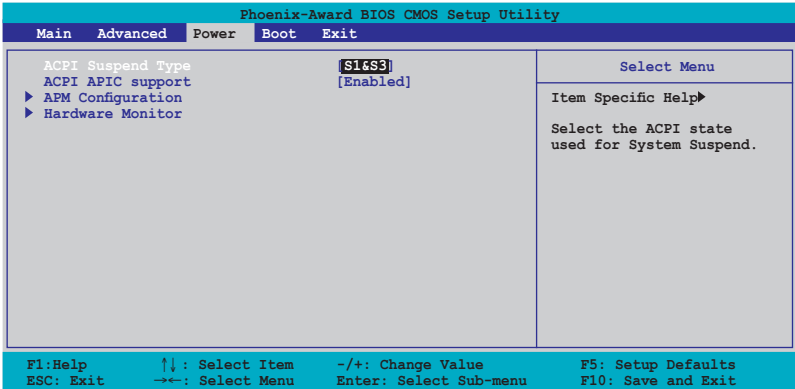 Phoenix-Award BIOS CMOS Setup Utility
Main Advanced Power Boot Exit
ACPI Suspend Type [S1&S3]
ACPI APIC support [Enabled]
APM Configuration
Hardware Monitor
Select Menu
Item Specific Help
Select the ACPI state
used for System Suspend.
F1:Help ↑↓: Select Item -/+: Change Value F5: Setup Defaults
ESC: Exit →←: Select Menu Enter: Select Sub-menu F10: Save and Exit